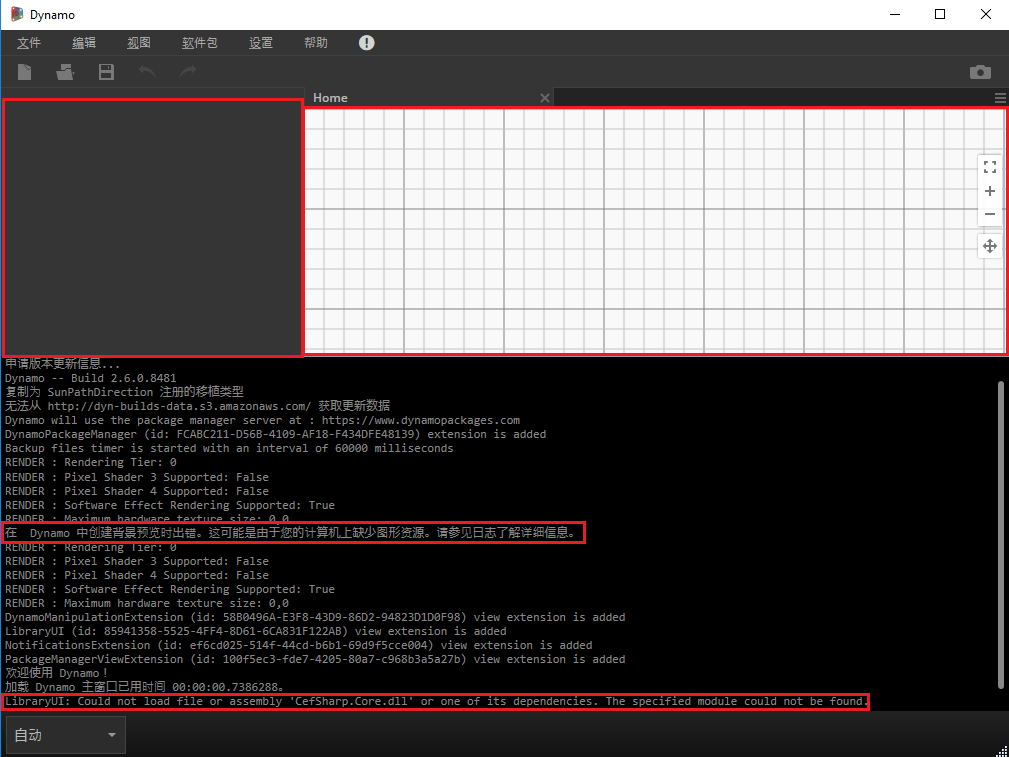 Dynamo
文件 编辑 视图 软件包 设置 帮助
Home
申请版本更新信息...
Dynamo -- Build 2.6.0.8481
复制为 SunPathDirection 注册的移植类型
无法从 http://dyn-builds-data.s3.amazonaws.com/ 获取更新数据
Dynamo will use the package manager server at : https://www.dynamopackages.com
DynamoPackageManager (id: FCABC211-D56B-4109-AF18-F434DFE48139) extension is added
Backup files timer is started with an interval of 60000 milliseconds
RENDER : Rendering Tier: 0
RENDER : Pixel Shader 3 Supported: False
RENDER : Pixel Shader 4 Supported: False
RENDER : Software Effect Rendering Supported: True
RENDER : Maximum hardware texture size: 0,0
在 Dynamo 中创建背景预览时出错。这可能是由于您的计算机上缺少图形资源。请参见日志了解详细信息。
RENDER : Rendering Tier: 0
RENDER : Pixel Shader 3 Supported: False
RENDER : Pixel Shader 4 Supported: False
RENDER : Software Effect Rendering Supported: True
RENDER : Maximum hardware texture size: 0,0
DynamoManipulationExtension (id: 58B0496A-E3F8-43D9-86D2-94823D1D0F98) view extension is added
LibraryUI (id: 85941358-5525-4FF4-8D61-6CA831F122AB) view extension is added
NotificationsExtension (id: ef6cd025-514f-44cd-b6b1-69d9f5cce004) view extension is added
PackageManagerViewExtension (id: 100f5ec3-fde7-4205-80a7-c968b3a5a27b) view extension is added
欢迎使用 Dynamo！
加载 Dynamo 主窗口已用时间 00:00:00.7386288。
LibraryUI: Could not load file or assembly 'CefSharp.Core.dll' or one of its dependencies. The specified module could not be found.
自动